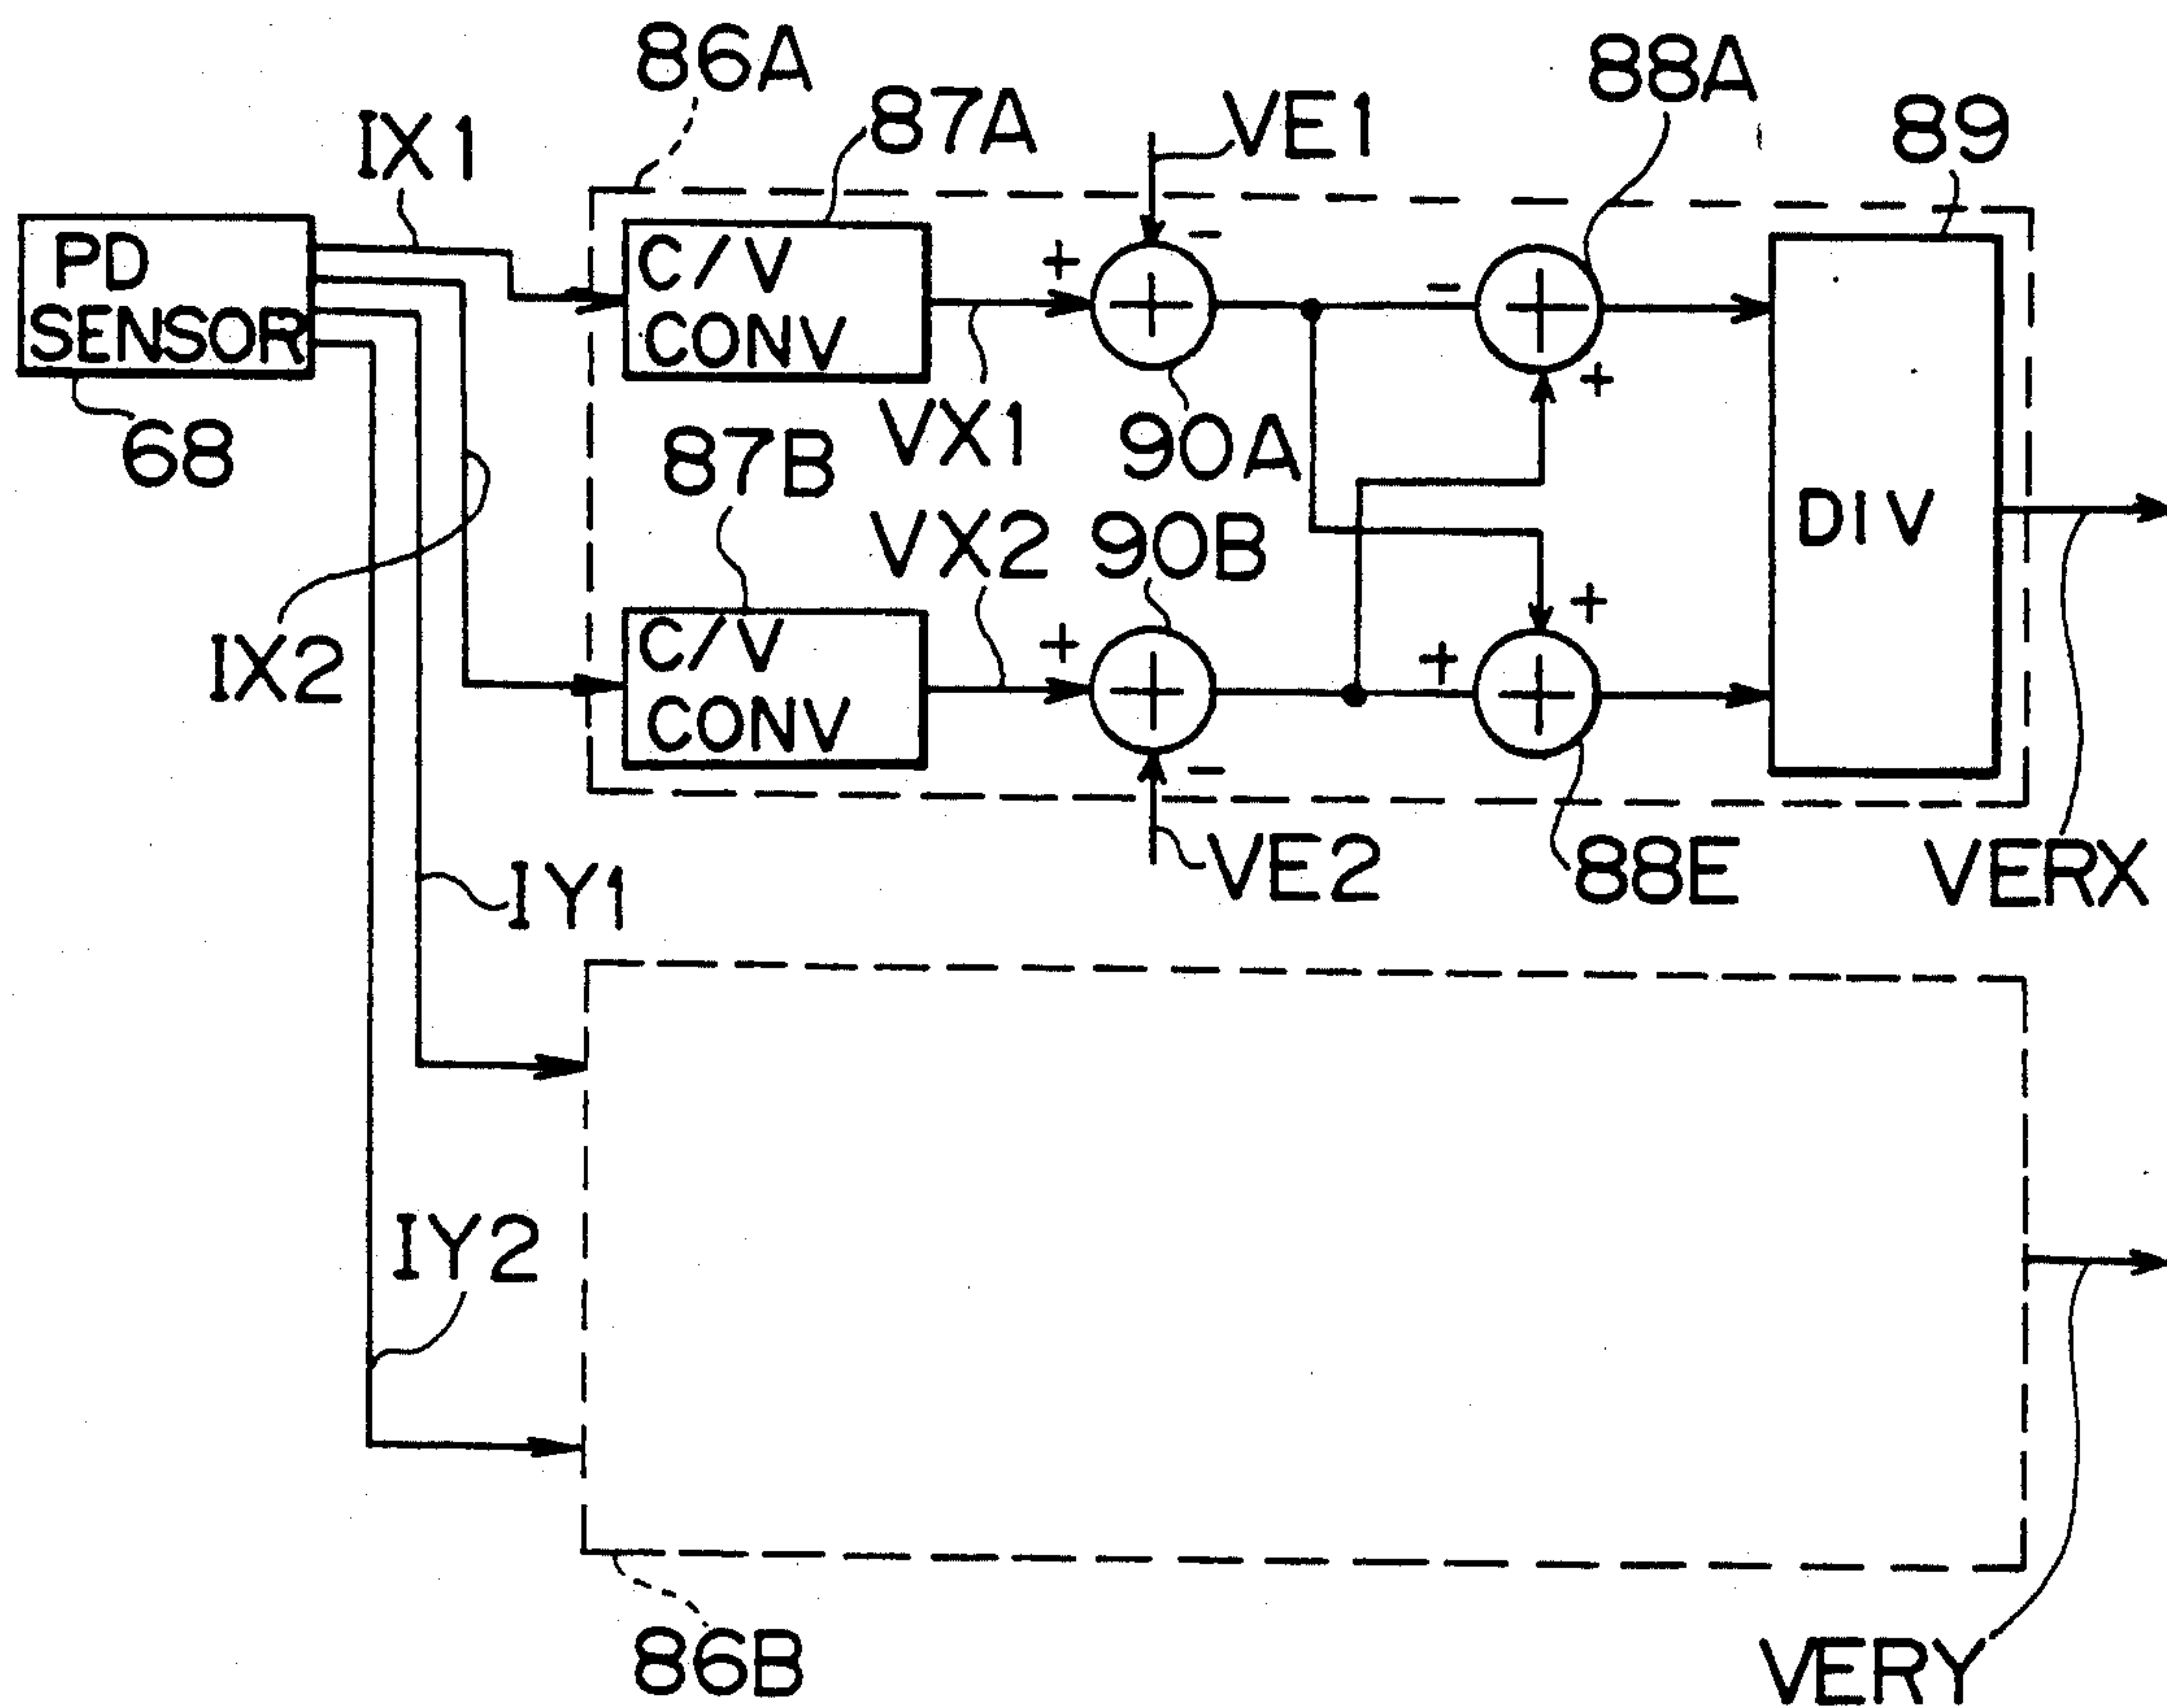 86A
88A
87A
VE1
89
IX1
PD
SENSOR
C/V
CONV
+
-
-
+
68
VX1
90A
87B
VX2
90B
DIV
IX2
C/V
CONV
+
-
+
+
VE2
88E
VERX
IY1
IY2
86B
VERY